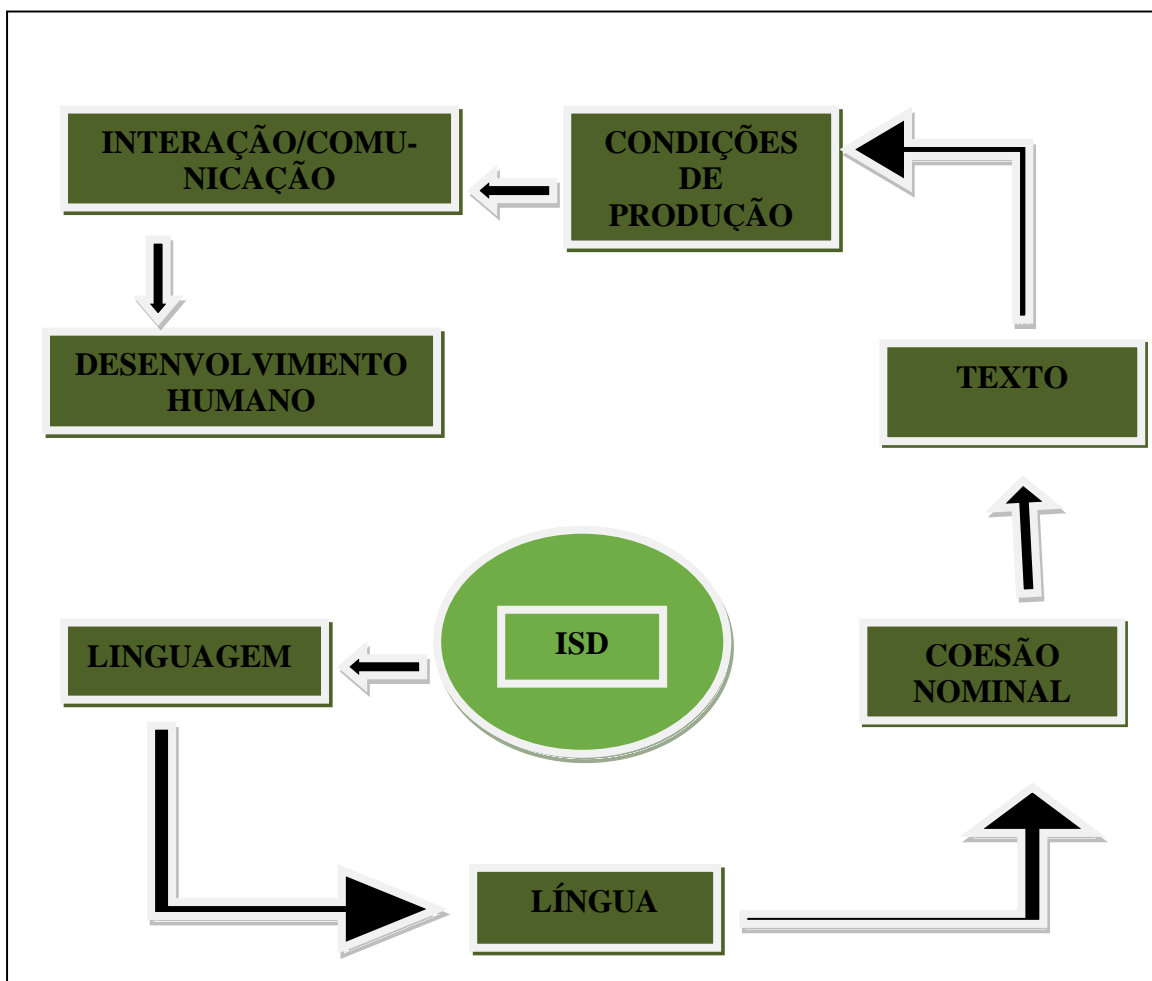 INTERAÇÃO/COMU-
NICAÇÃO
CONDIÇÕES
DE
PRODUÇÃO
DESENVOLVIMENTO
HUMANO
TEXTO
ISD
LINGUAGEM
COESÃO
NOMINAL
LÍNGUA